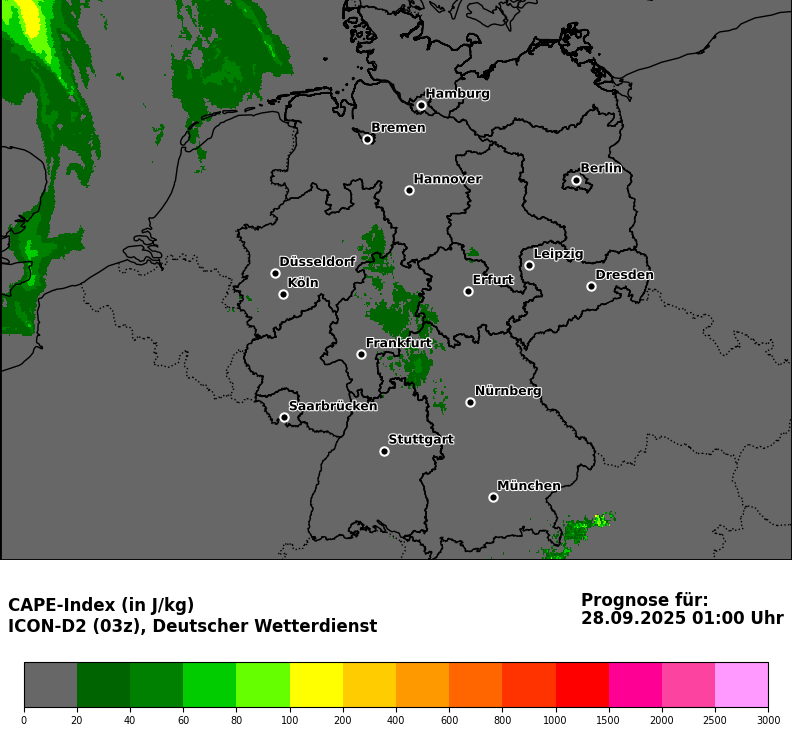 Hamburg
Bremen
Berlin
Hannover
Leipzig
Düsseldorf
Dresden
Erfurt
Köln
Frankfurt
Nürnberg
Saarbrücken
Stuttgart
München
CAPE-Index (in J/kg)
ICON-D2 (03z), Deutscher Wetterdienst
Prognose für:
28.09.2025 01:00 Uhr
0 20 40 60 80 100 200 400 600 800 1000 1500 2000 2500 3000